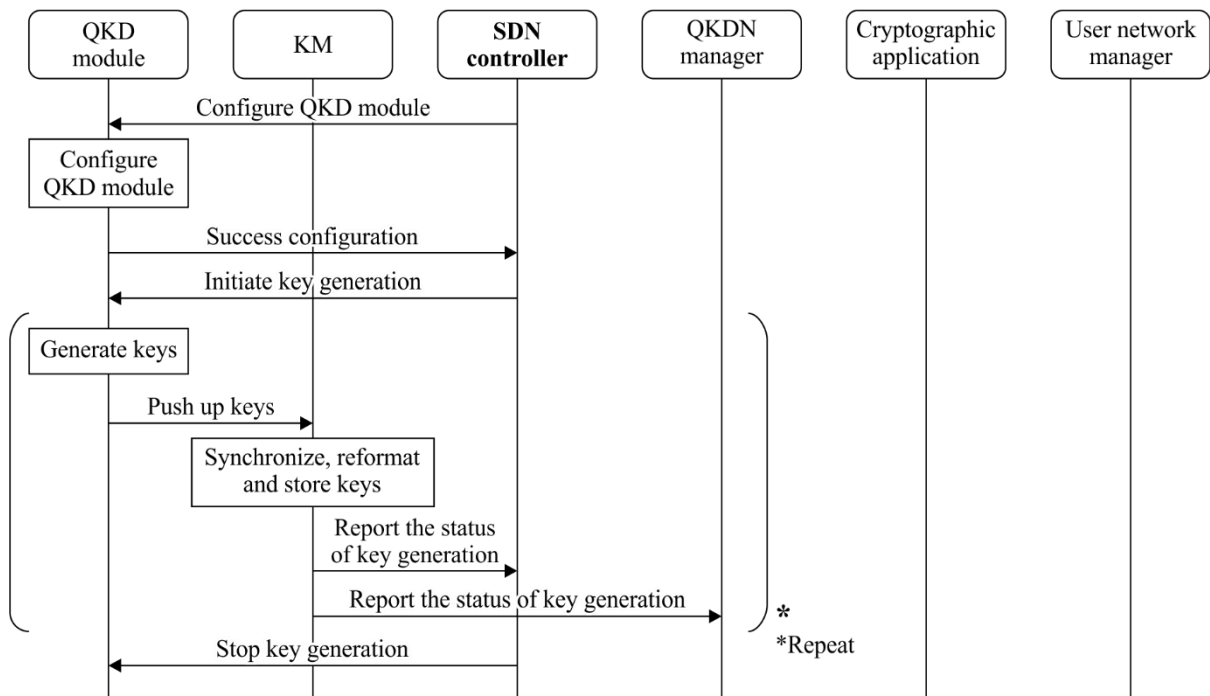 QKD
module
KM
SDN
controller
QKDN
manager
Cryptographic
application
User network
manager
Configure QKD module
Configure
QKD module
Success configuration
Initiate key generation
Generate keys
Push up keys
Synchronize, reformat
and store keys
Report the status
of key generation
Report the status of key generation
*
*Repeat
Stop key generation